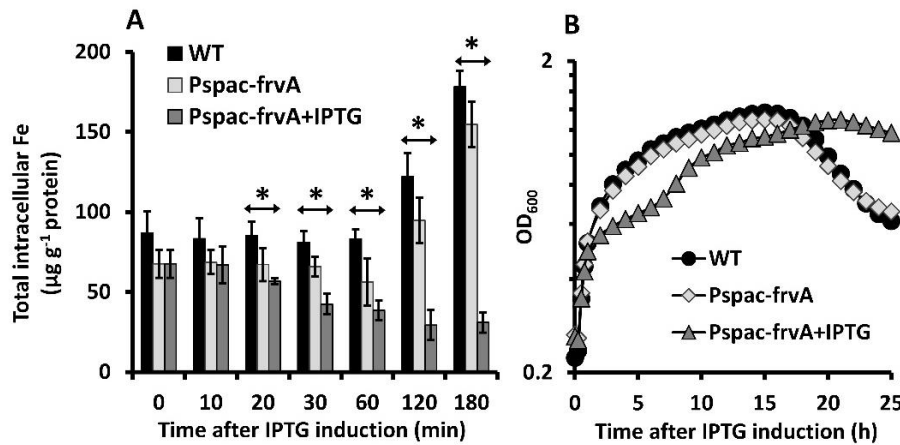 A
200
150
100
50
0
Total intracellular Fe
(µg g-1 protein)
WT
Pspac-frvA
Pspac-frvA+IPTG
* * * * *
0 10 20 30 60 120 180
Time after IPTG induction (min)
B
2
0.2
OD600
WT
Pspac-frvA
Pspac-frvA+IPTG
0 5 10 15 20 25
Time after IPTG induction (h)